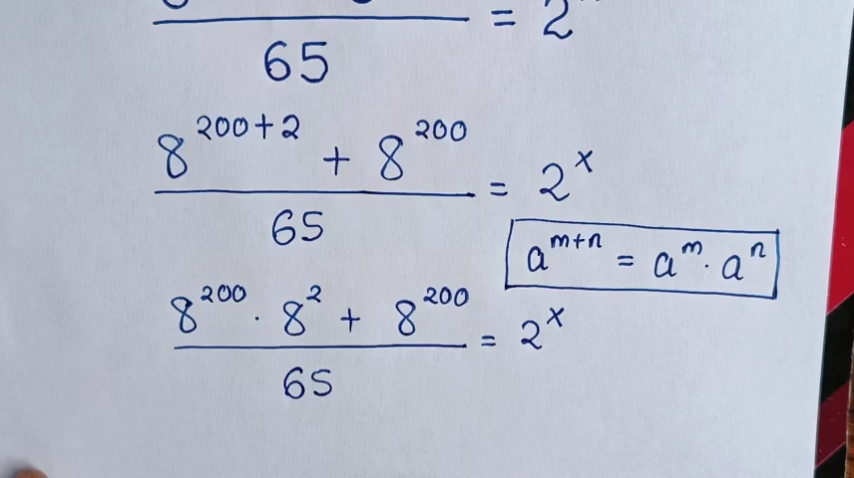 65 = 2
8^{200+2} + 8^{200} / 65 = 2^x
a^{m+n} = a^m · a^n
8^{200} · 8^2 + 8^{200} / 65 = 2^x